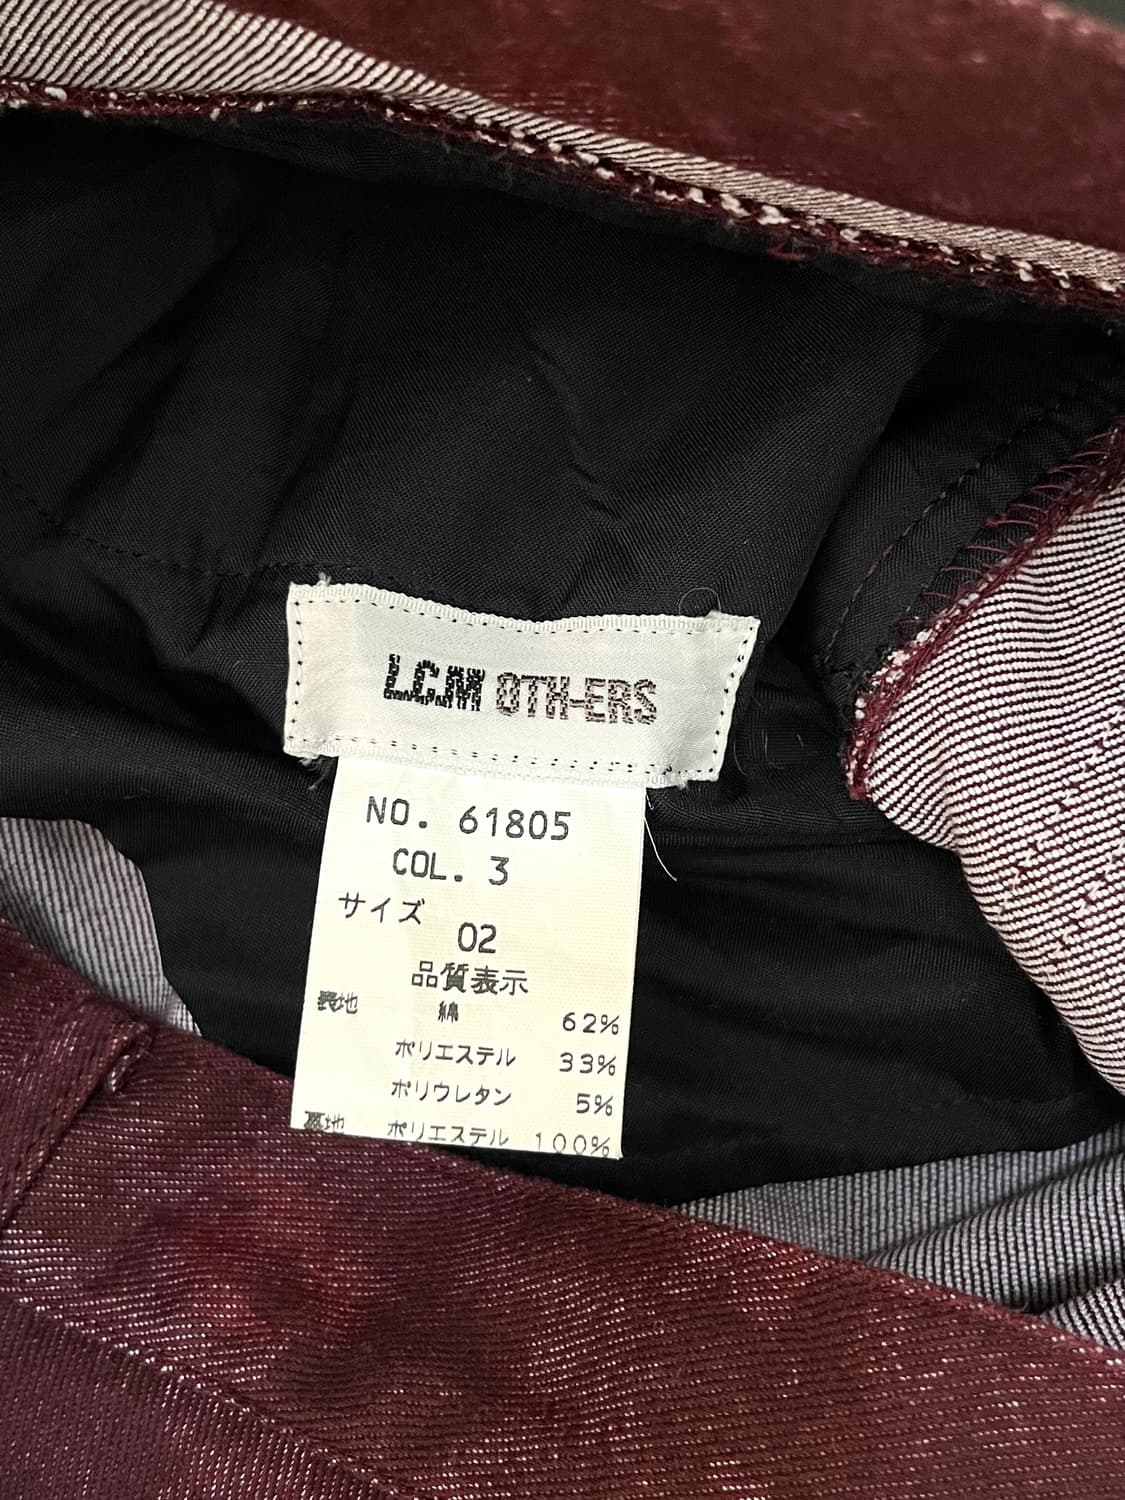 L.C.J.M OTH-ERS
NO. 61805
COL. 3
サイズ
02
品質表示
表地 綿 62%
ポリエステル 33%
ポリウレタン 5%
裏地 ポリエステル 100%